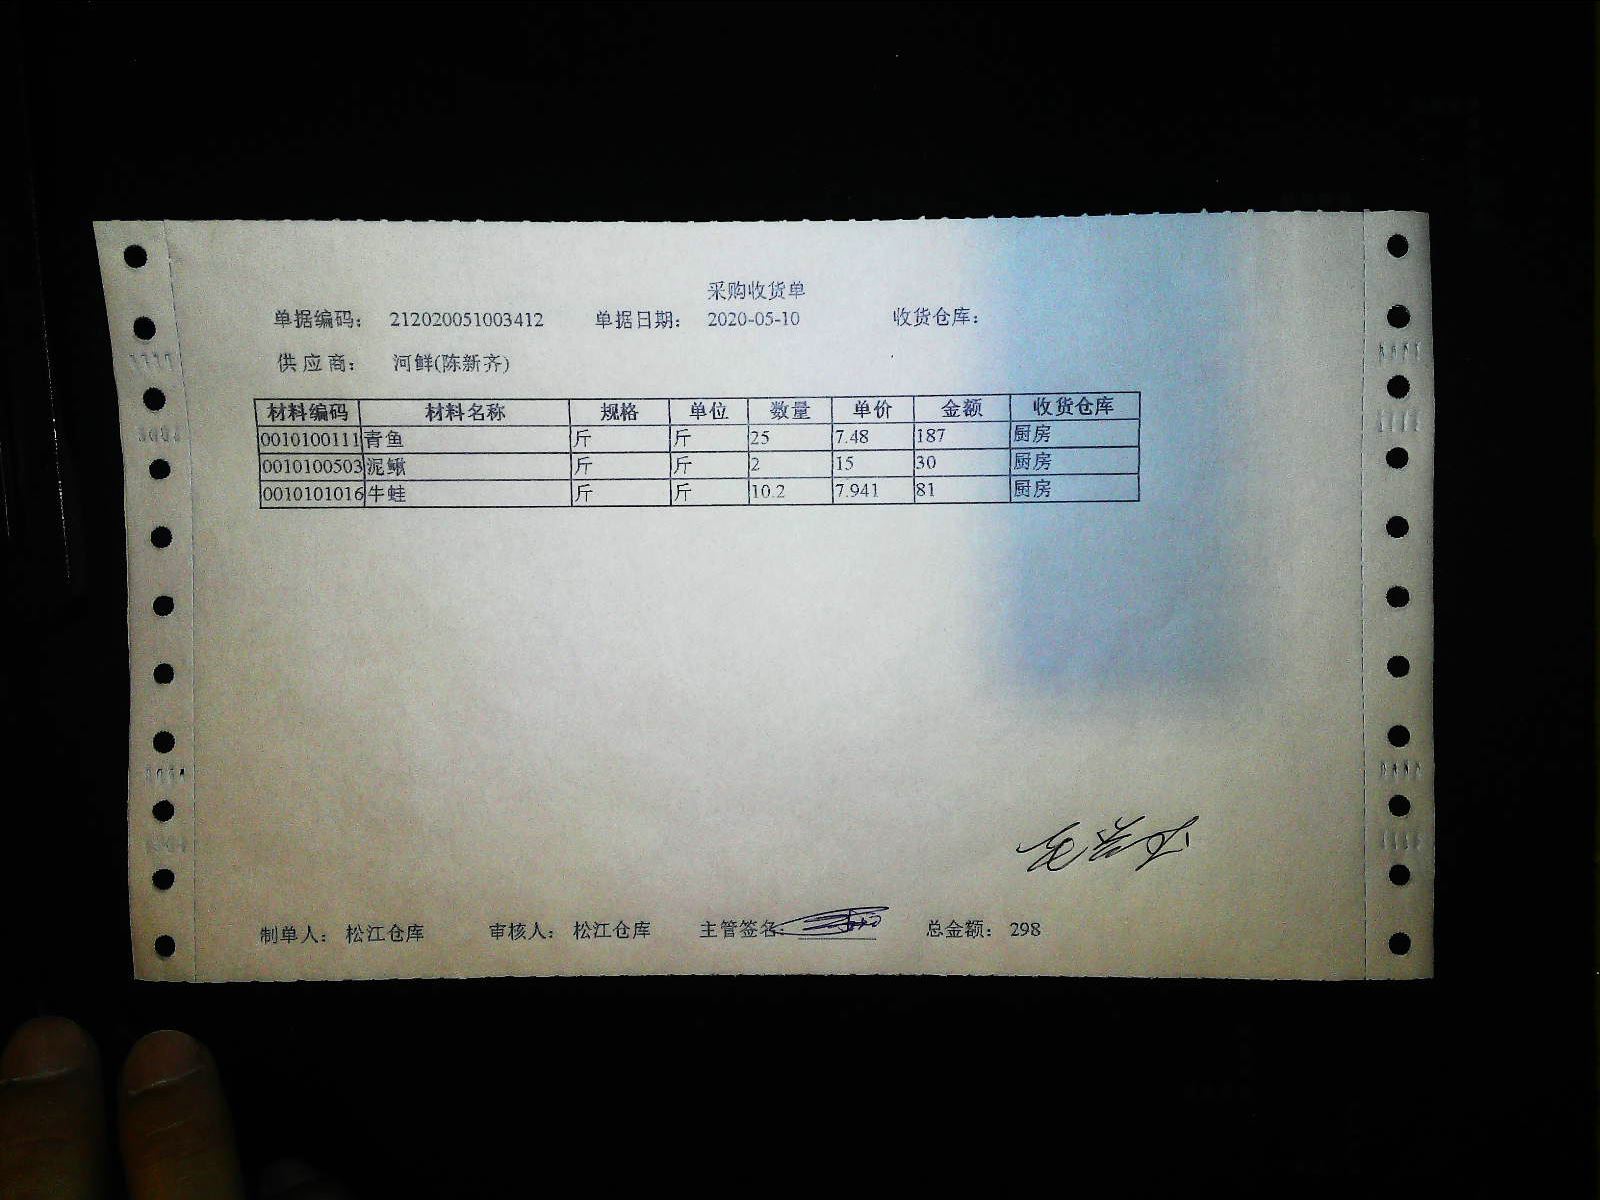 采购收货单
单据编码： 212020051003412 单据日期： 2020-05-10 收货仓库：
供应商： 河鲜(陈新齐)
材料编码 材料名称 规格 单位 数量 单价 金额 收货仓库
0010100111 青鱼 斤 斤 25 7.48 187 厨房
0010100503 泥鳅 斤 斤 2 15 30 厨房
0010101016 牛蛙 斤 斤 10.2 7.941 81 厨房
制单人： 松江仓库 审核人： 松江仓库 主管签名： 总金额： 298